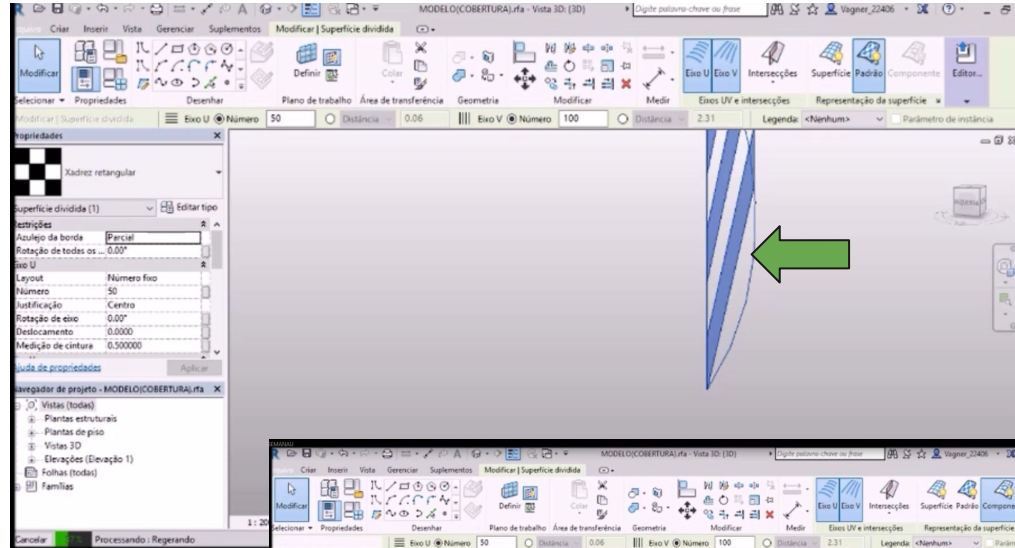 MODELO(COBERTURA).rfa - Vista 3D: {3D}
Digite palavra-chave ou frase
Vagner_22406
Criar Inserir Vista Gerenciar Suplementos Modificar | Superfície dividida
Modificar
Definir
Colar
Eixo U Eixo V Intersecções
Superfície Padrão Componente
Editor...
Selecionar Propriedades Desenhar Plano de trabalho Área de transferência Geometria Modificar Medir Eixos UV e intersecções Representação da superfície
Modificar | Superfície dividida Eixo U Número 50 Distância 0.06 Eixo V Número 100 Distância 2.31 Legenda: <Nenhum> Parâmetro de instância
Propriedades
Xadrez retangular
Superfície dividida (1) Editar tipo
Restrições
Azulejo da borda Parcial
Rotação de todas os ... 0.00°
Eixo U
Layout Número fixo
Número 50
Justificação Centro
Rotação de eixo 0.00°
Deslocamento 0.0000
Medição de cintura 0.500000
Ajuda de propriedades Aplicar
Navegador de projeto - MODELO(COBERTURA).rfa
Vistas (todas)
Plantas estruturais
Plantas de piso
Vistas 3D
Elevações (Elevação 1)
Folhas (todas)
Famílias
1 : 20
Cancelar Processando : Regerando
MODELO(COBERTURA).rfa - Vista 3D: {3D}
Digite palavra-chave ou frase
Vagner_22406
Criar Inserir Vista Gerenciar Suplementos Modificar | Superfície dividida
Modificar
Definir
Colar
Eixo U Eixo V Intersecções
Superfície Padrão Compone
Selecionar Propriedades Desenhar Plano de trabalho Área de transferência Geometria Modificar Medir Eixos UV e intersecções Representação da superfície
Eixo U Número 50 Distância 0.06 Eixo V Número 100 Distância 2.31 Legenda: <Nenhum> Parâm